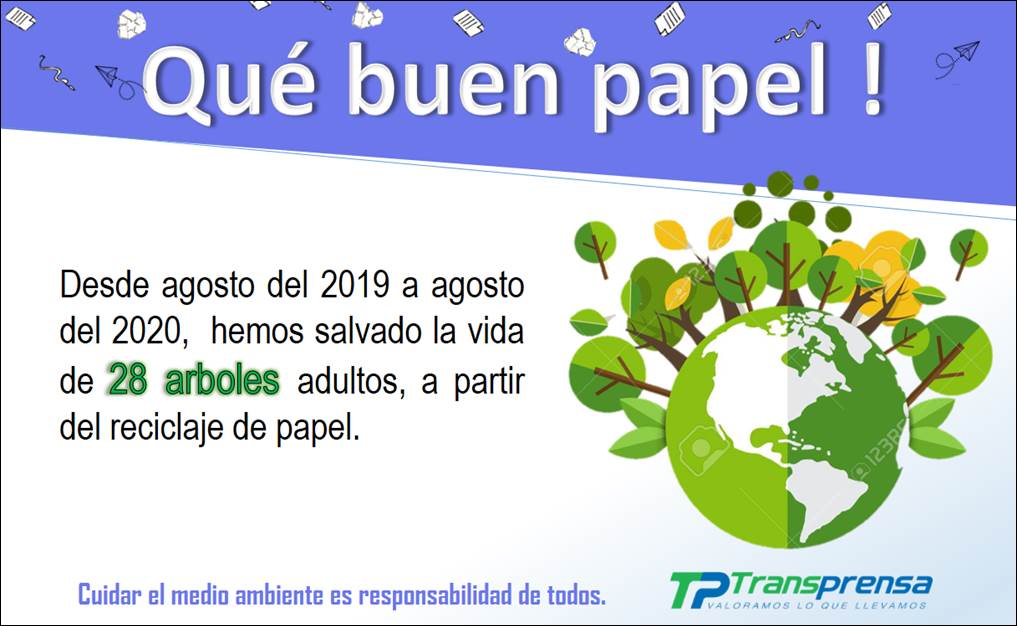 Qué buen papel !
Desde agosto del 2019 a agosto
del 2020, hemos salvado la vida
de 28 arboles adultos, a partir
del reciclaje de papel.
123RF
Cuidar el medio ambiente es responsabilidad de todos.
TP Transprensa
VALORAMOS LO QUE LLEVAMOS